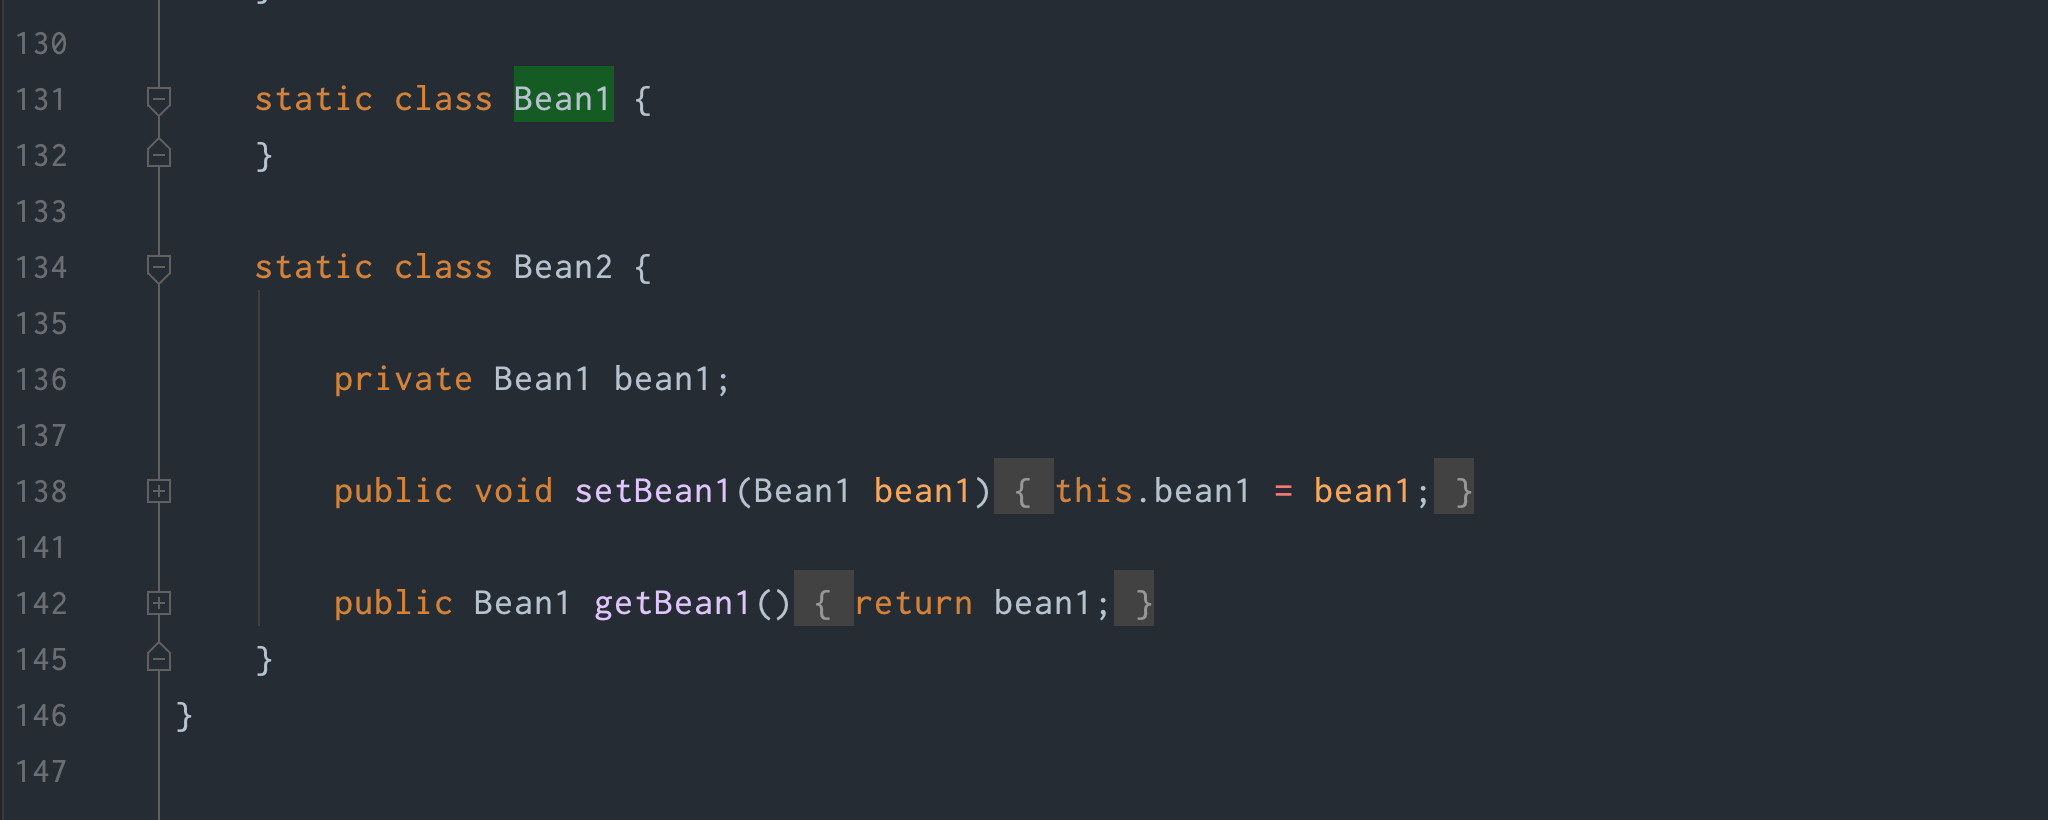 130
131 static class Bean1 {
132 }
133
134 static class Bean2 {
135
136 private Bean1 bean1;
137
138 public void setBean1(Bean1 bean1) { this.bean1 = bean1; }
141
142 public Bean1 getBean1() { return bean1; }
145 }
146 }
147